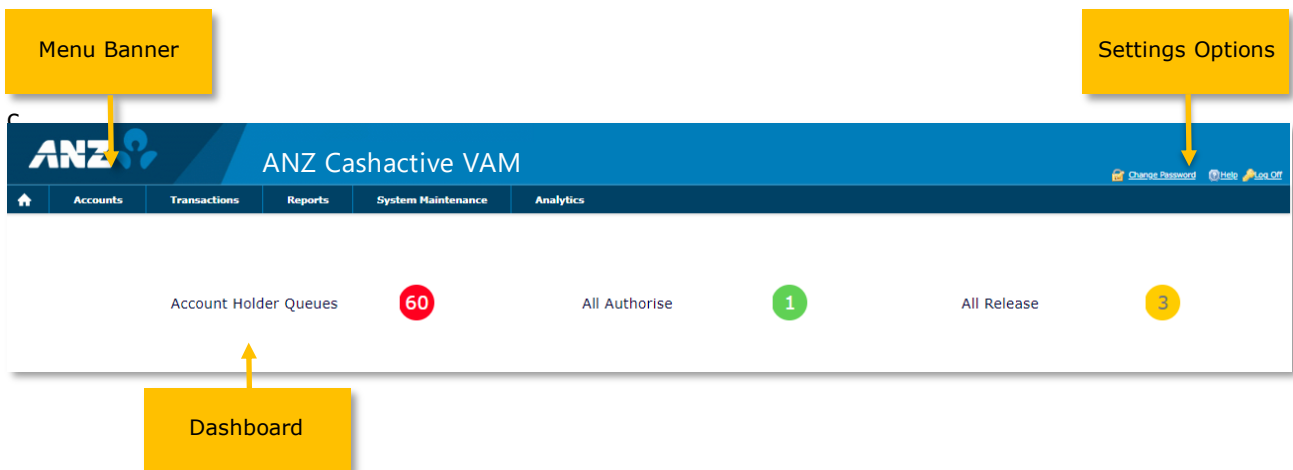 Menu Banner
Settings Options
ANZ
ANZ Cashactive VAM
Change Password Help Log Off
Accounts Transactions Reports System Maintenance Analytics
Account Holder Queues 60 All Authorise 1 All Release 3
Dashboard